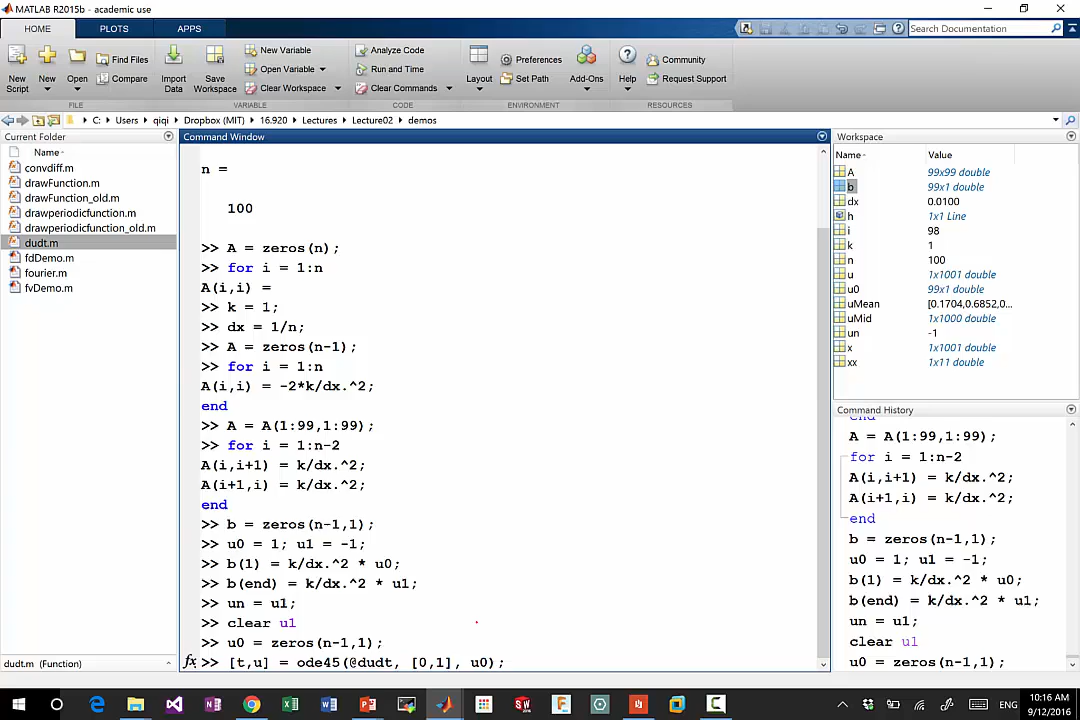 MATLAB R2015b - academic use
HOME PLOTS APPS
Search Documentation
New Script
New
Open
Find Files
Compare
Import Data
Save Workspace
New Variable
Open Variable
Clear Workspace
Analyze Code
Run and Time
Clear Commands
Layout
Preferences
Set Path
Add-Ons
Help
Community
Request Support
FILE VARIABLE CODE ENVIRONMENT RESOURCES
C: Users qiqi Dropbox (MIT) 16.920 Lectures Lecture02 demos
Current Folder
Name
convdiff.m
drawFunction.m
drawFunction_old.m
drawperiodicfunction.m
drawperiodicfunction_old.m
dudt.m
fdDemo.m
fourier.m
fvDemo.m
dudt.m (Function)
Command Window
n =
100
>> A = zeros(n);
>> for i = 1:n
A(i,i) =
>> k = 1;
>> dx = 1/n;
>> A = zeros(n-1);
>> for i = 1:n
A(i,i) = -2*k/dx.^2;
end
>> A = A(1:99,1:99);
>> for i = 1:n-2
A(i,i+1) = k/dx.^2;
A(i+1,i) = k/dx.^2;
end
>> b = zeros(n-1,1);
>> u0 = 1; u1 = -1;
>> b(1) = k/dx.^2 * u0;
>> b(end) = k/dx.^2 * u1;
>> un = u1;
>> clear u1
>> u0 = zeros(n-1,1);
fx >> [t,u] = ode45(@dudt, [0,1], u0);
Workspace
Name Value
A 99x99 double
b 99x1 double
dx 0.0100
h 1x1 Line
i 98
k 1
n 100
u 1x1001 double
u0 99x1 double
uMean [0.1704,0.6852,0...
uMid 1x1000 double
un -1
x 1x1001 double
xx 1x11 double
Command History
end
A = A(1:99,1:99);
for i = 1:n-2
A(i,i+1) = k/dx.^2;
A(i+1,i) = k/dx.^2;
end
b = zeros(n-1,1);
u0 = 1; u1 = -1;
b(1) = k/dx.^2 * u0;
b(end) = k/dx.^2 * u1;
un = u1;
clear u1
u0 = zeros(n-1,1);
ENG
10:16 AM
9/12/2016